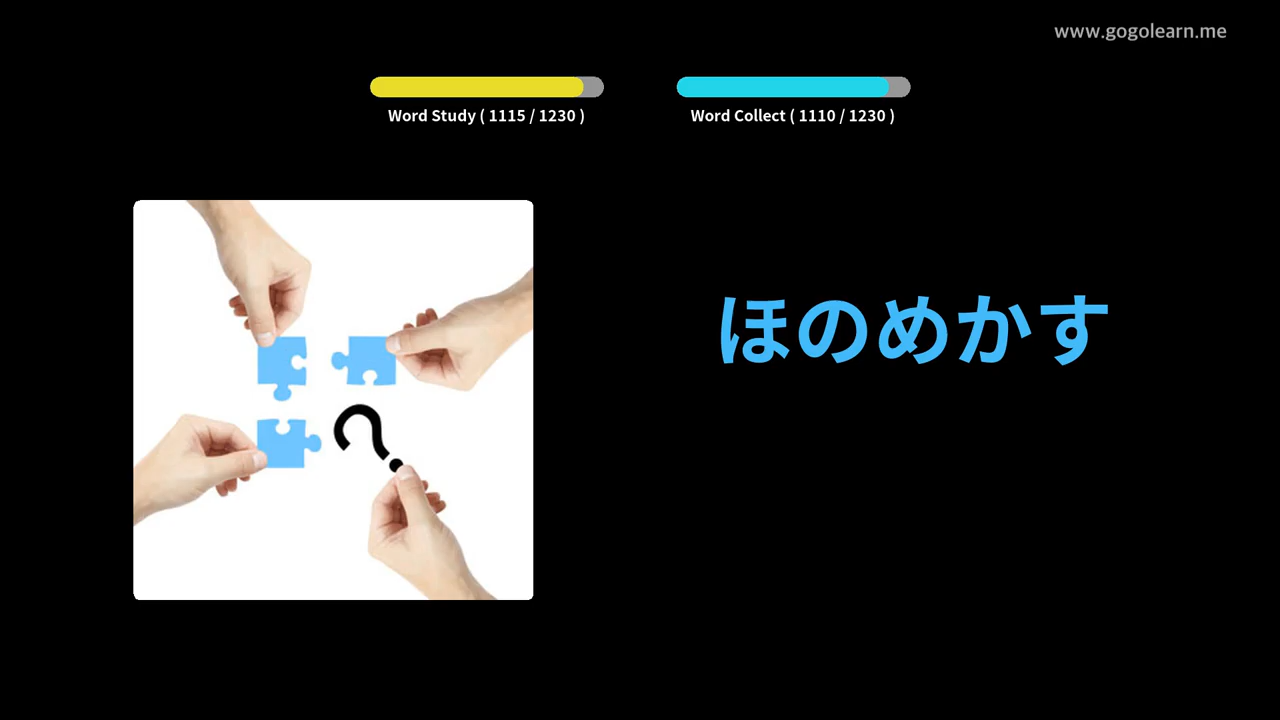 www.gogolearn.me
Word Study ( 1115 / 1230 )
Word Collect ( 1110 / 1230 )
ほのめかす
?